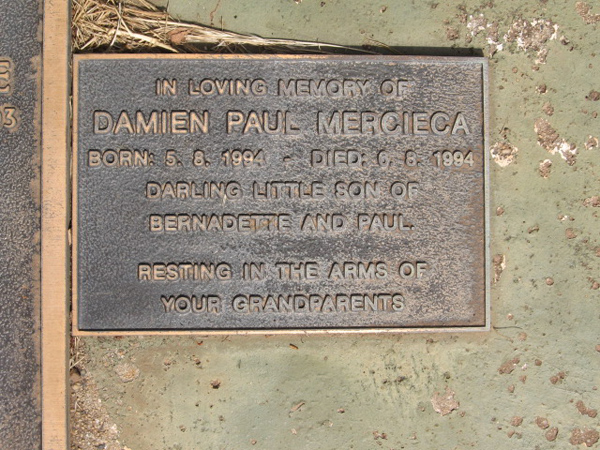 IN LOVING MEMORY OF
DAMIEN PAUL MERCIECA
BORN: 5. 8. 1994 - DIED: 6. 8. 1994
DARLING LITTLE SON OF
BERNADETTE AND PAUL.
RESTING IN THE ARMS OF
YOUR GRANDPARENTS